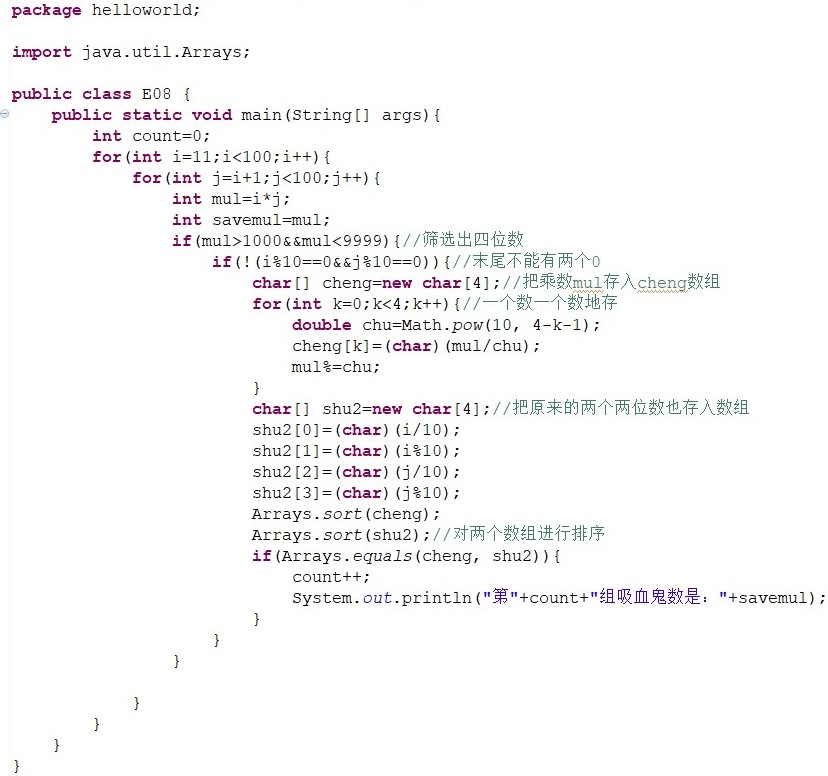 package helloworld;
import java.util.Arrays;
public class E08 {
public static void main(String[] args){
int count=0;
for(int i=11;i<100;i++){
for(int j=i+1;j<100;j++){
int mul=i*j;
int savemul=mul;
if(mul>1000&&mul<9999){//筛选出四位数
if(!(i%10==0&&j%10==0)){//末尾不能有两个0
char[] cheng=new char[4];//把乘数mul存入cheng数组
for(int k=0;k<4;k++){//一个数一个数地存
double chu=Math.pow(10, 4-k-1);
cheng[k]=(char)(mul/chu);
mul%=chu;
}
char[] shu2=new char[4];//把原来的两个两位数也存入数组
shu2[0]=(char)(i/10);
shu2[1]=(char)(i%10);
shu2[2]=(char)(j/10);
shu2[3]=(char)(j%10);
Arrays.sort(cheng);
Arrays.sort(shu2);//对两个数组进行排序
if(Arrays.equals(cheng, shu2)){
count++;
System.out.println("第"+count+"组吸血鬼数是："+savemul);
}
}
}
}
}
}
}